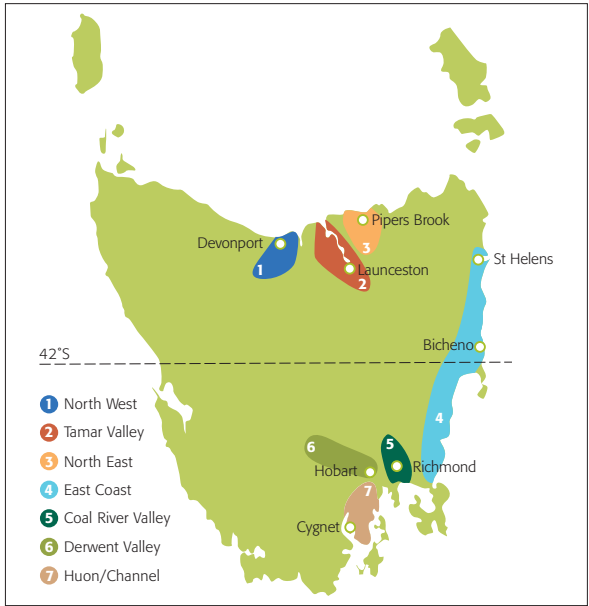 Pipers Brook
Devonport
3
St Helens
1
Launceston
2
Bicheno
42°S
1 North West
2 Tamar Valley
3 North East
4 East Coast
5 Coal River Valley
6 Derwent Valley
7 Huon/Channel
4
5
6
Richmond
Hobart
7
Cygnet